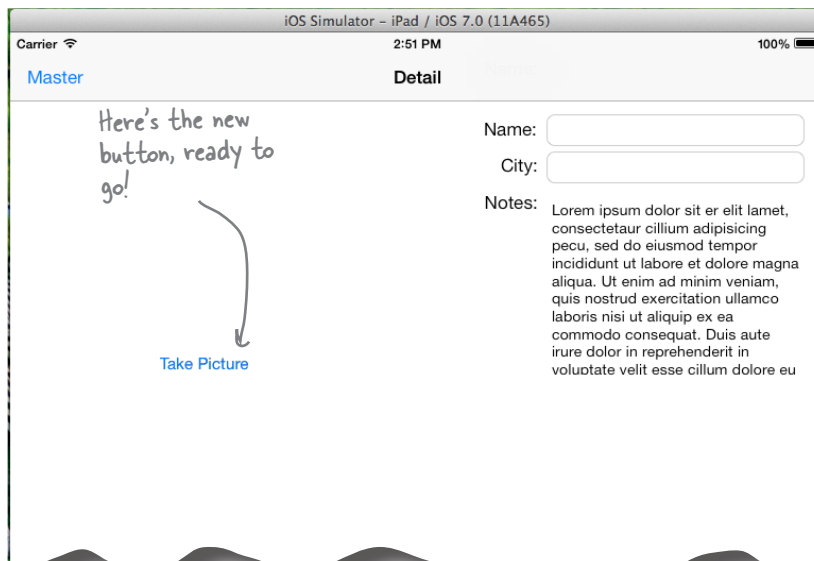 iOS Simulator – iPad / iOS 7.0 (11A465)
Carrier 2:51 PM 100%
Master Detail
Here's the new
button, ready to
go!
Name:
City:
Notes:
Lorem ipsum dolor sit er elit lamet,
consectetaur cillium adipisicing
pecu, sed do eiusmod tempor
incididunt ut labore et dolore magna
aliqua. Ut enim ad minim veniam,
quis nostrud exercitation ullamco
laboris nisi ut aliquip ex ea
commodo consequat. Duis aute
irure dolor in reprehenderit in
voluptate velit esse cillum dolore eu
Take Picture